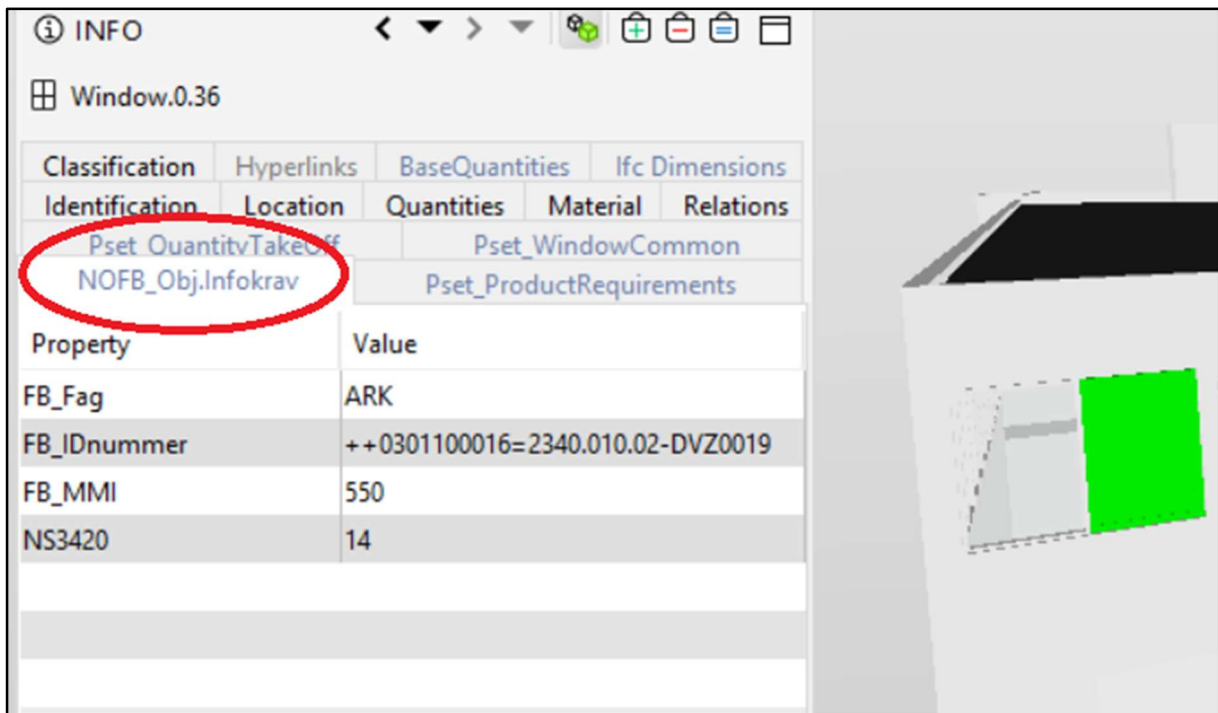 INFO
Window.0.36
Classification Hyperlinks BaseQuantities Ifc Dimensions
Identification Location Quantities Material Relations
Pset_QuantityTakeOff Pset_WindowCommon
NOFB_Obj.Infokrav Pset_ProductRequirements
Property Value
FB_Fag ARK
FB_IDnummer ++0301100016=2340.010.02-DVZ0019
FB_MMI 550
NS3420 14